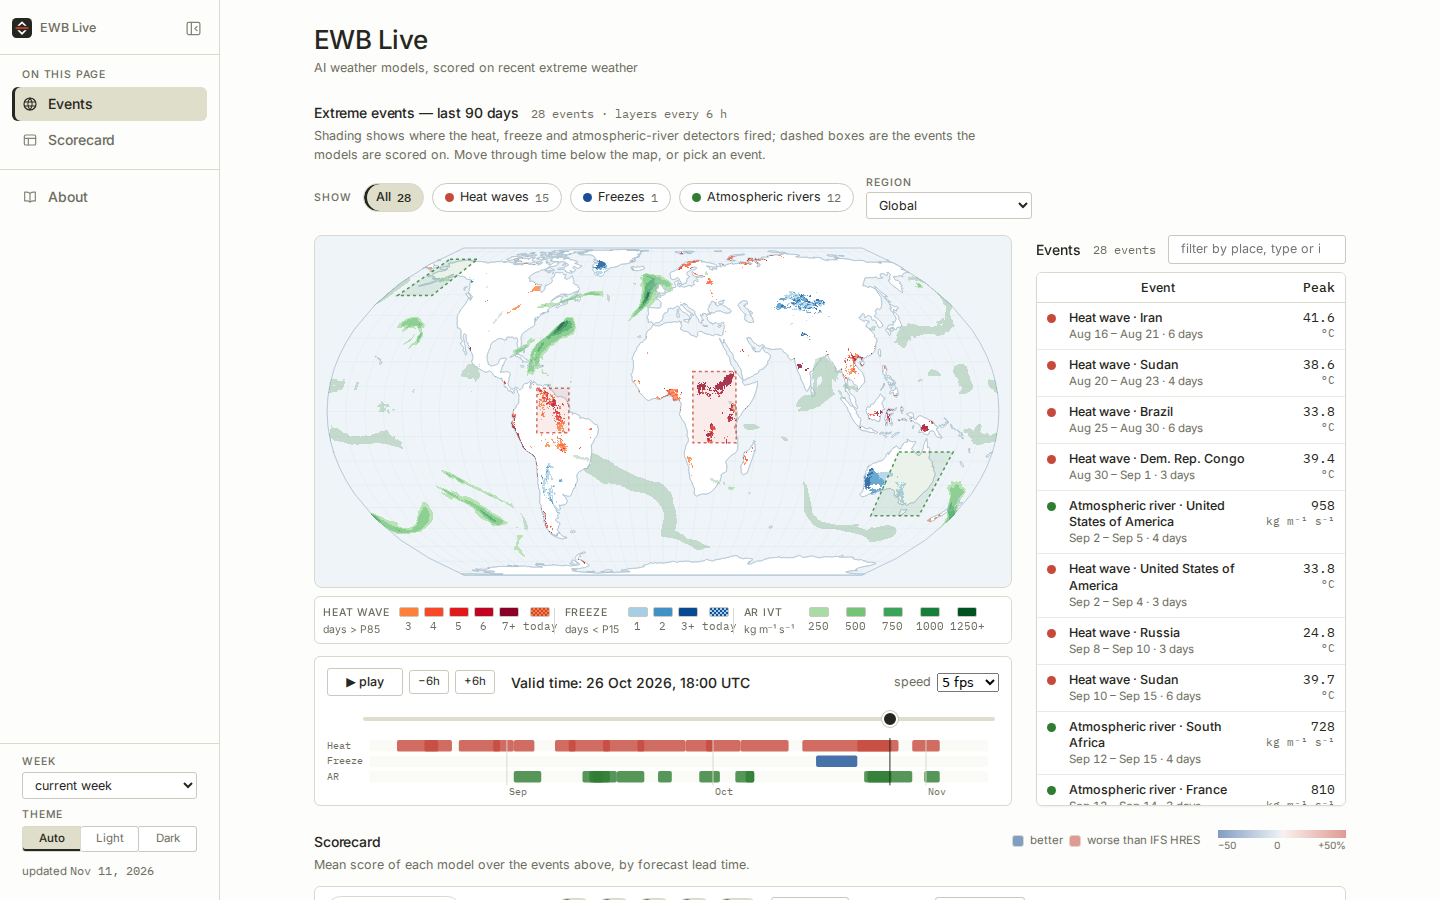 EWB Live
ON THIS PAGE
Events
Scorecard
About
WEEK
current week
THEME
Auto Light Dark
updated Nov 11, 2026
EWB Live
AI weather models, scored on recent extreme weather
Extreme events — last 90 days 28 events · layers every 6 h
Shading shows where the heat, freeze and atmospheric-river detectors fired; dashed boxes are the events the
models are scored on. Move through time below the map, or pick an event.
SHOW All 28 Heat waves 15 Freezes 1 Atmospheric rivers 12
REGION
Global
HEAT WAVE
days > P85
3 4 5 6 7+ today
FREEZE
days < P15
1 2 3+ today
AR IVT
kg m⁻¹ s⁻¹
250 500 750 1000 1250+
▶ play −6h +6h Valid time: 26 Oct 2026, 18:00 UTC speed 5 fps
Heat
Freeze
AR
Sep Oct Nov
Events 28 events filter by place, type or i
Event Peak
Heat wave · Iran 41.6
Aug 16 – Aug 21 · 6 days °C
Heat wave · Sudan 38.6
Aug 20 – Aug 23 · 4 days °C
Heat wave · Brazil 33.8
Aug 25 – Aug 30 · 6 days °C
Heat wave · Dem. Rep. Congo 39.4
Aug 30 – Sep 1 · 3 days °C
Atmospheric river · United 958
States of America kg m⁻¹ s⁻¹
Sep 2 – Sep 5 · 4 days
Heat wave · United States of 33.8
America °C
Sep 2 – Sep 4 · 3 days
Heat wave · Russia 24.8
Sep 8 – Sep 10 · 3 days °C
Heat wave · Sudan 39.7
Sep 10 – Sep 15 · 6 days °C
Atmospheric river · South 728
Africa kg m⁻¹ s⁻¹
Sep 12 – Sep 15 · 4 days
Atmospheric river · France 810
Scorecard
Mean score of each model over the events above, by forecast lead time.
better worse than IFS HRES
−50 0 +50%